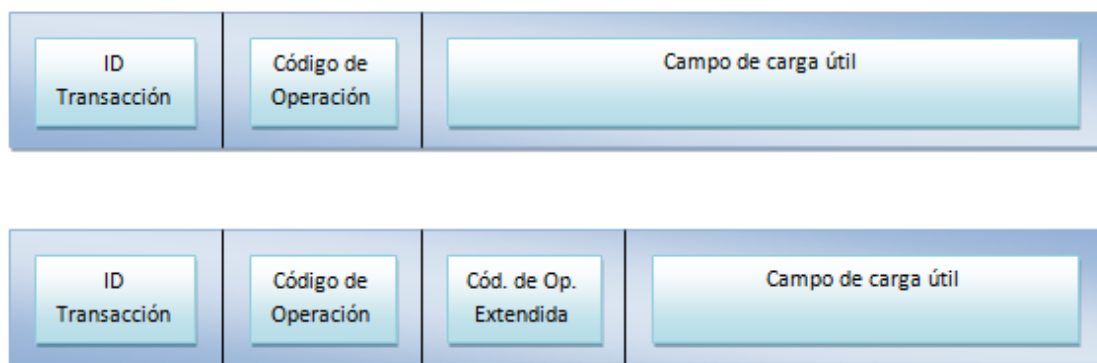 ID
Transacción
Código de
Operación
Campo de carga útil
ID
Transacción
Código de
Operación
Cód. de Op.
Extendida
Campo de carga útil